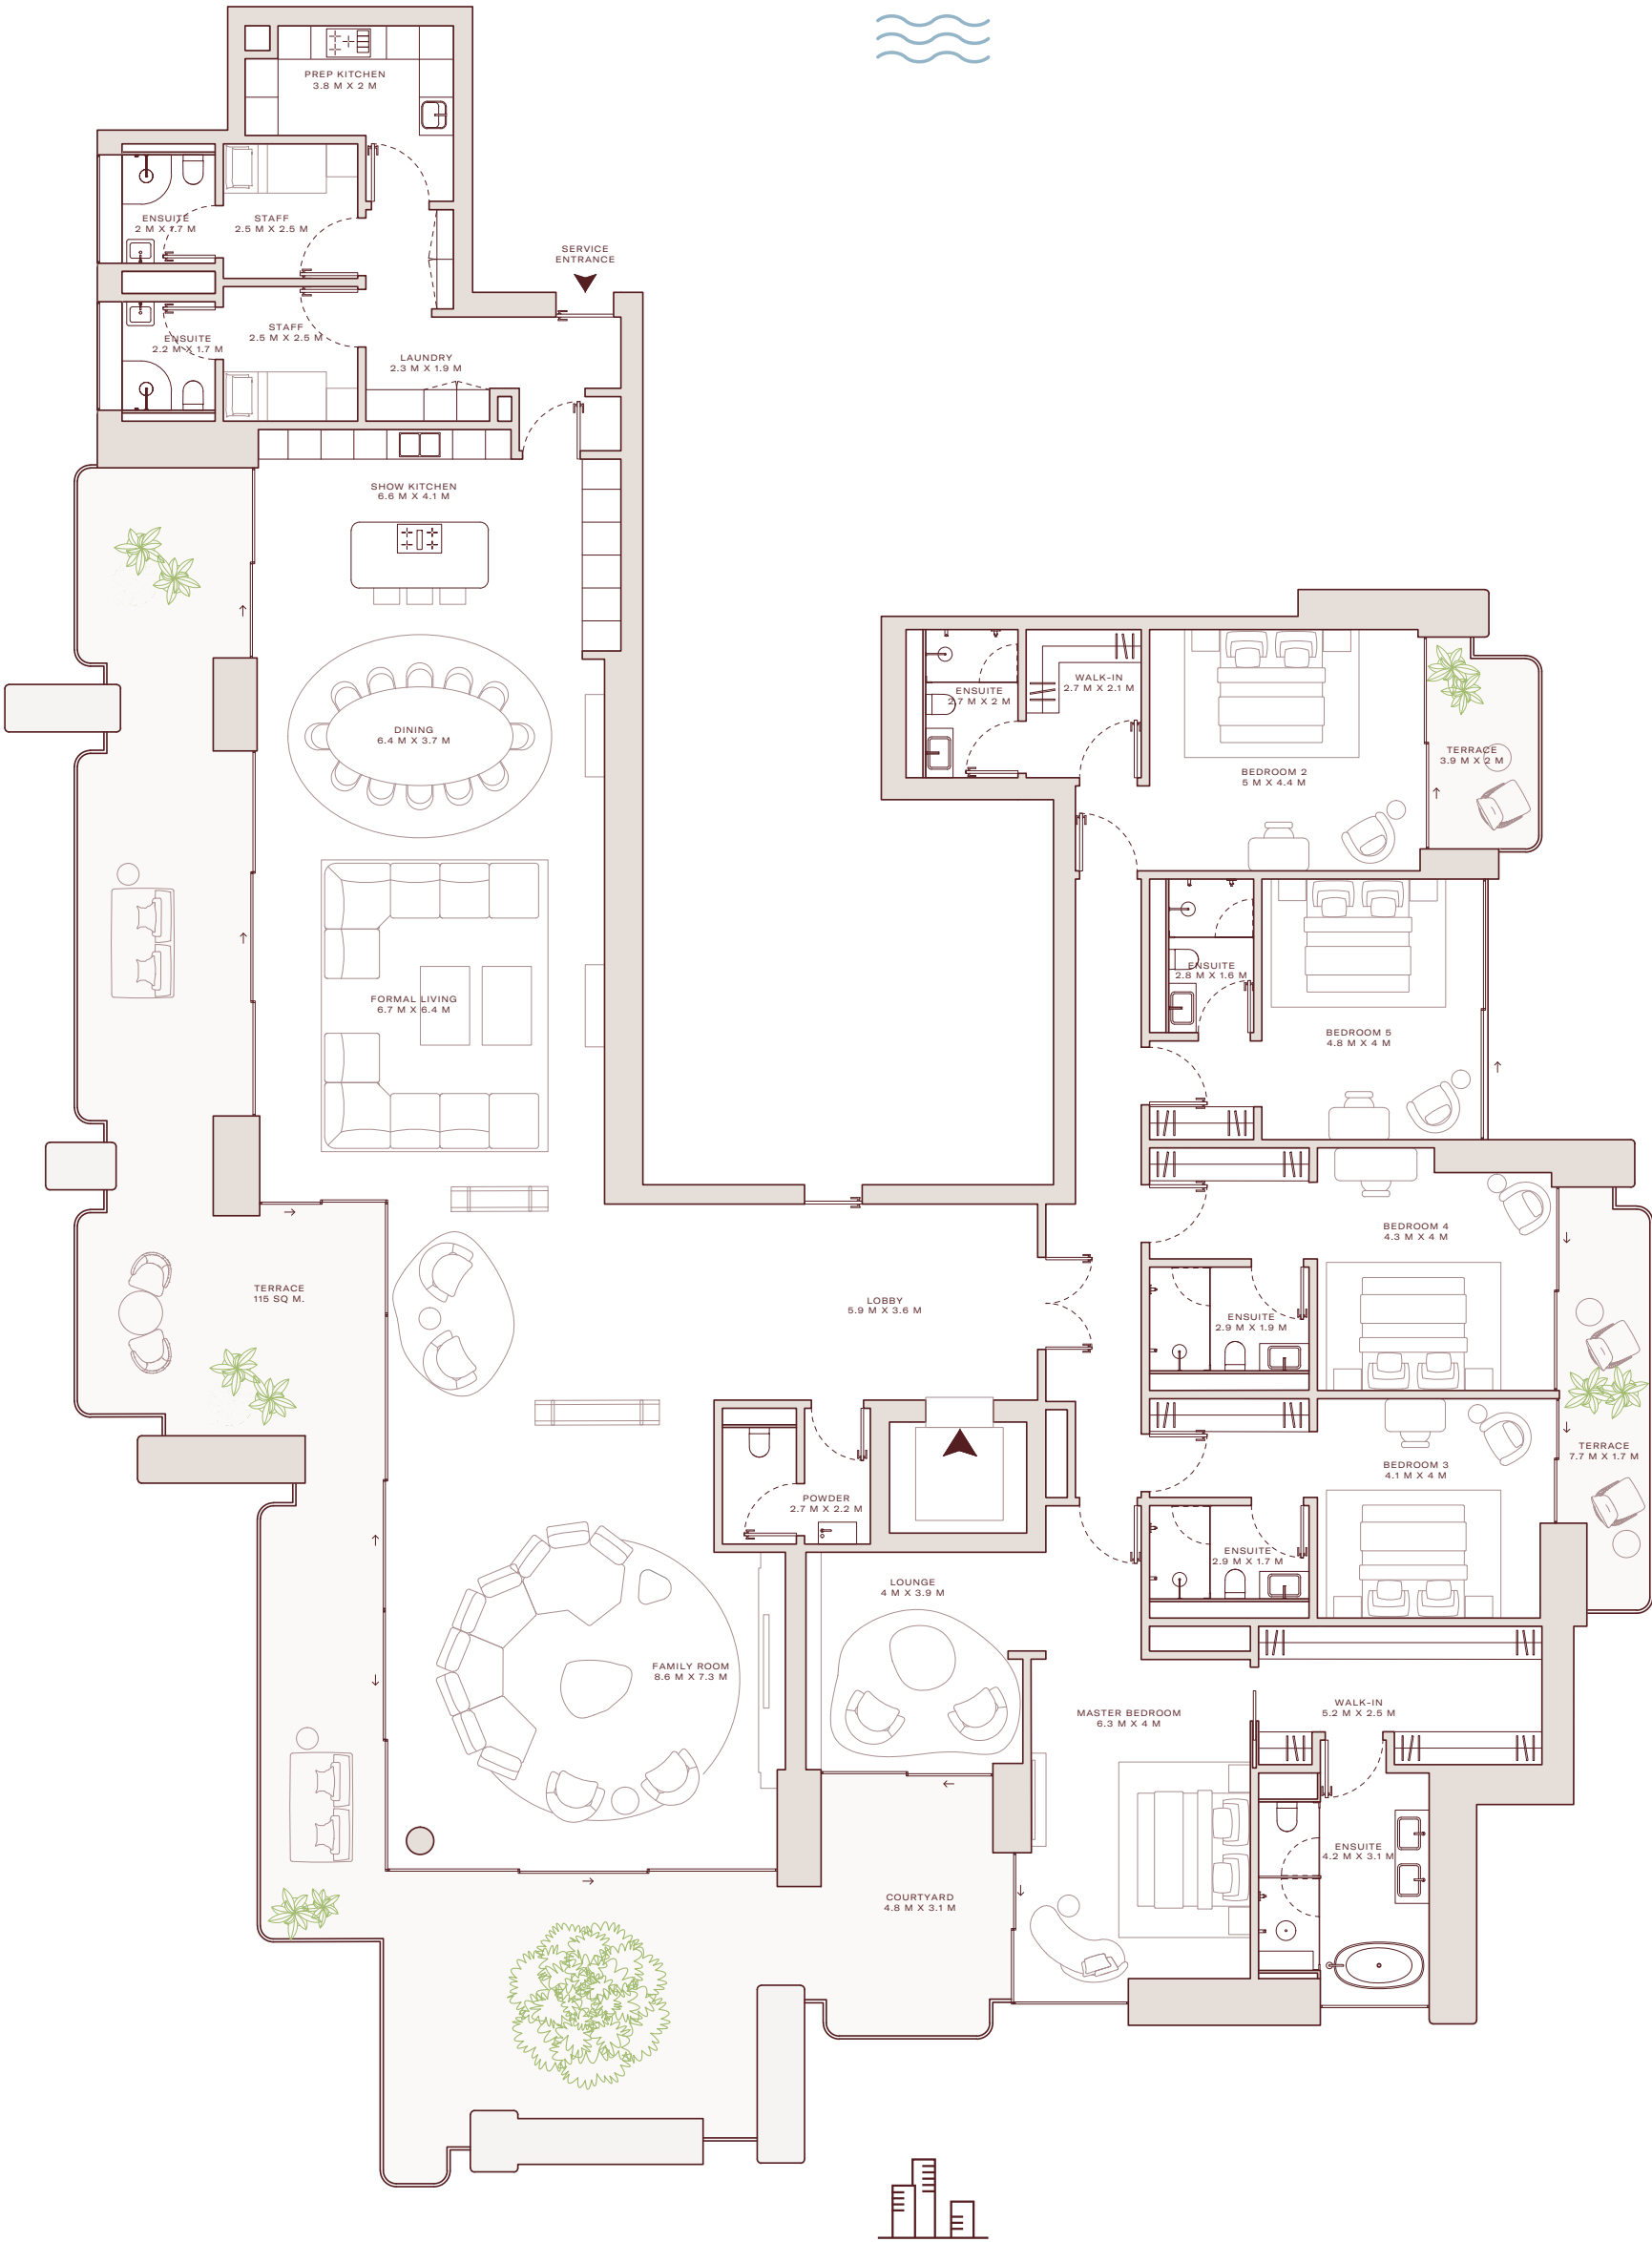 PREP KITCHEN
3.8 M X 2 M
ENSUITE
2 M X 1.7 M
STAFF
2.5 M X 2.5 M
SERVICE
ENTRANCE
STAFF
2.5 M X 2.5 M
ENSUITE
2.2 M X 1.7 M
LAUNDRY
2.3 M X 1.9 M
SHOW KITCHEN
6.6 M X 4.1 M
DINING
6.4 M X 3.7 M
ENSUITE
2.7 M X 2 M
WALK-IN
2.7 M X 2.1 M
BEDROOM 2
5 M X 4.4 M
TERRACE
3.9 M X 2 M
FORMAL LIVING
6.7 M X 6.4 M
ENSUITE
2.8 M X 1.6 M
BEDROOM 5
4.8 M X 4 M
BEDROOM 4
4.3 M X 4 M
TERRACE
115 SQ M.
LOBBY
5.9 M X 3.6 M
ENSUITE
2.9 M X 1.9 M
TERRACE
7.7 M X 1.7 M
BEDROOM 3
4.1 M X 4 M
POWDER
2.7 M X 2.2 M
ENSUITE
2.9 M X 1.7 M
LOUNGE
4 M X 3.9 M
FAMILY ROOM
8.6 M X 7.3 M
MASTER BEDROOM
6.3 M X 4 M
WALK-IN
5.2 M X 2.5 M
ENSUITE
4.2 M X 3.1 M
COURTYARD
4.8 M X 3.1 M